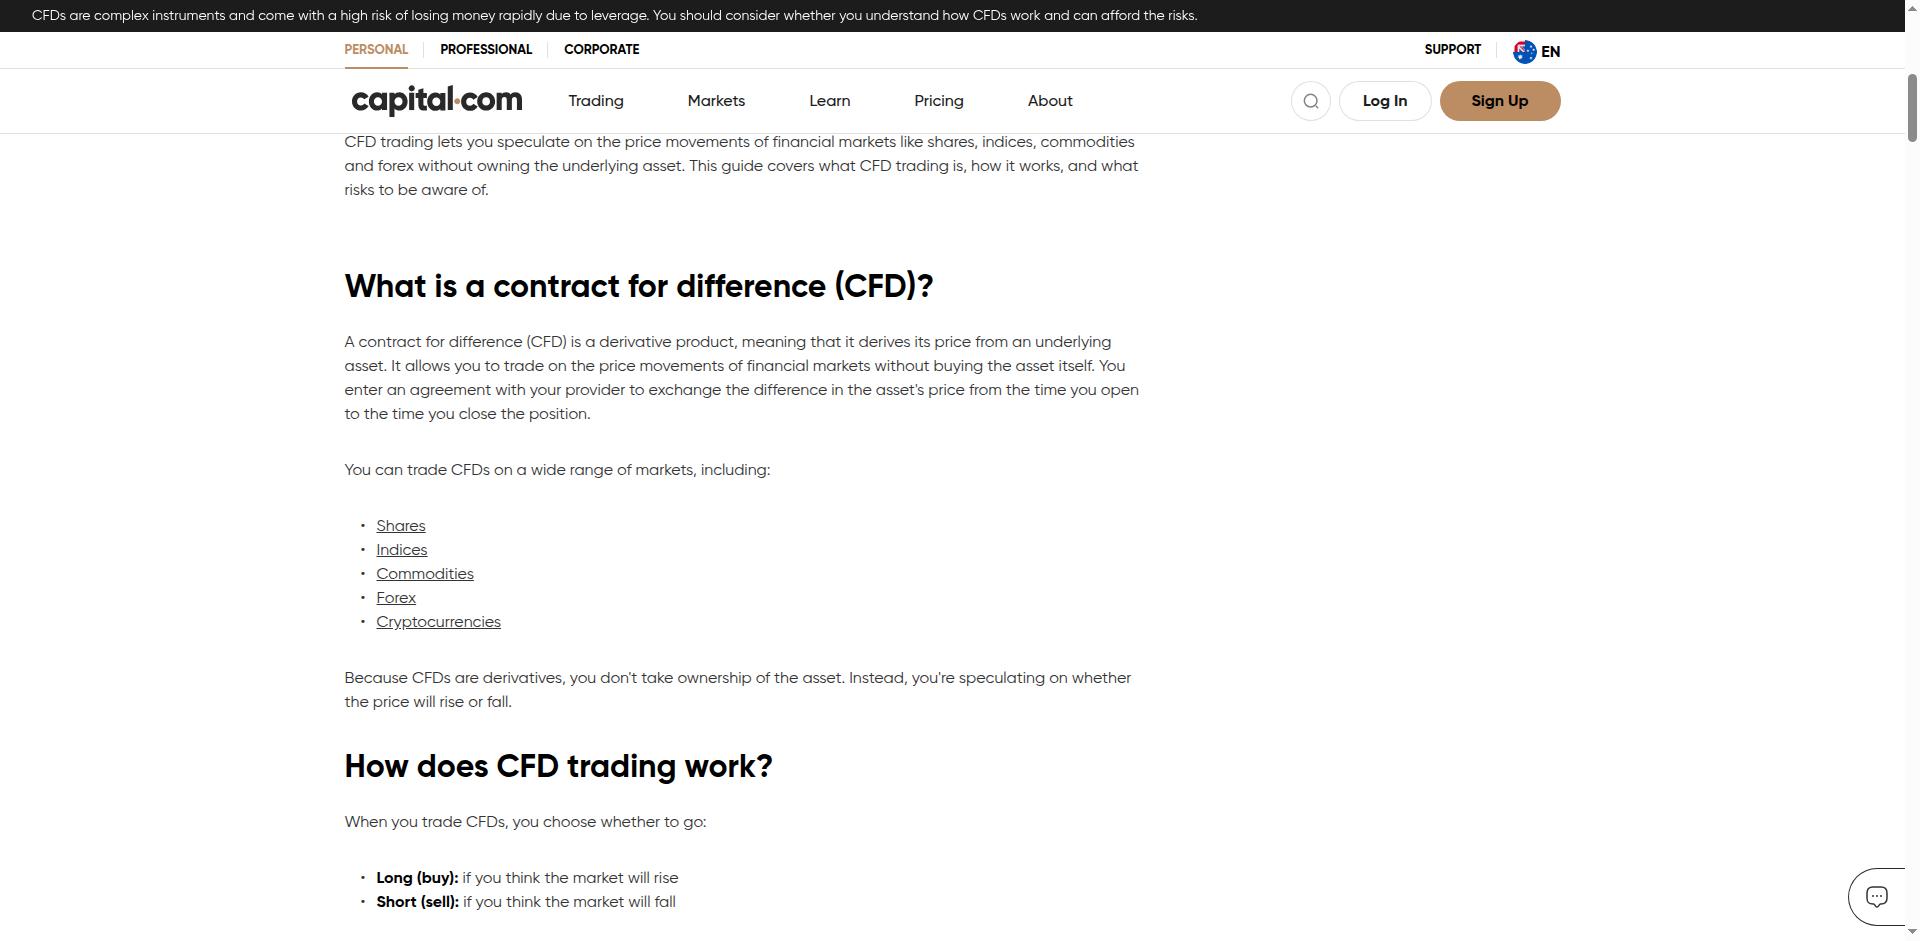 CFDs are complex instruments and come with a high risk of losing money rapidly due to leverage. You should consider whether you understand how CFDs work and can afford the risks.
PERSONAL PROFESSIONAL CORPORATE SUPPORT EN
capital.com Trading Markets Learn Pricing About Log In Sign Up
CFD trading lets you speculate on the price movements of financial markets like shares, indices, commodities
and forex without owning the underlying asset. This guide covers what CFD trading is, how it works, and what
risks to be aware of.
What is a contract for difference (CFD)?
A contract for difference (CFD) is a derivative product, meaning that it derives its price from an underlying
asset. It allows you to trade on the price movements of financial markets without buying the asset itself. You
enter an agreement with your provider to exchange the difference in the asset's price from the time you open
to the time you close the position.
You can trade CFDs on a wide range of markets, including:
• Shares
• Indices
• Commodities
• Forex
• Cryptocurrencies
Because CFDs are derivatives, you don't take ownership of the asset. Instead, you're speculating on whether
the price will rise or fall.
How does CFD trading work?
When you trade CFDs, you choose whether to go:
• Long (buy): if you think the market will rise
• Short (sell): if you think the market will fall